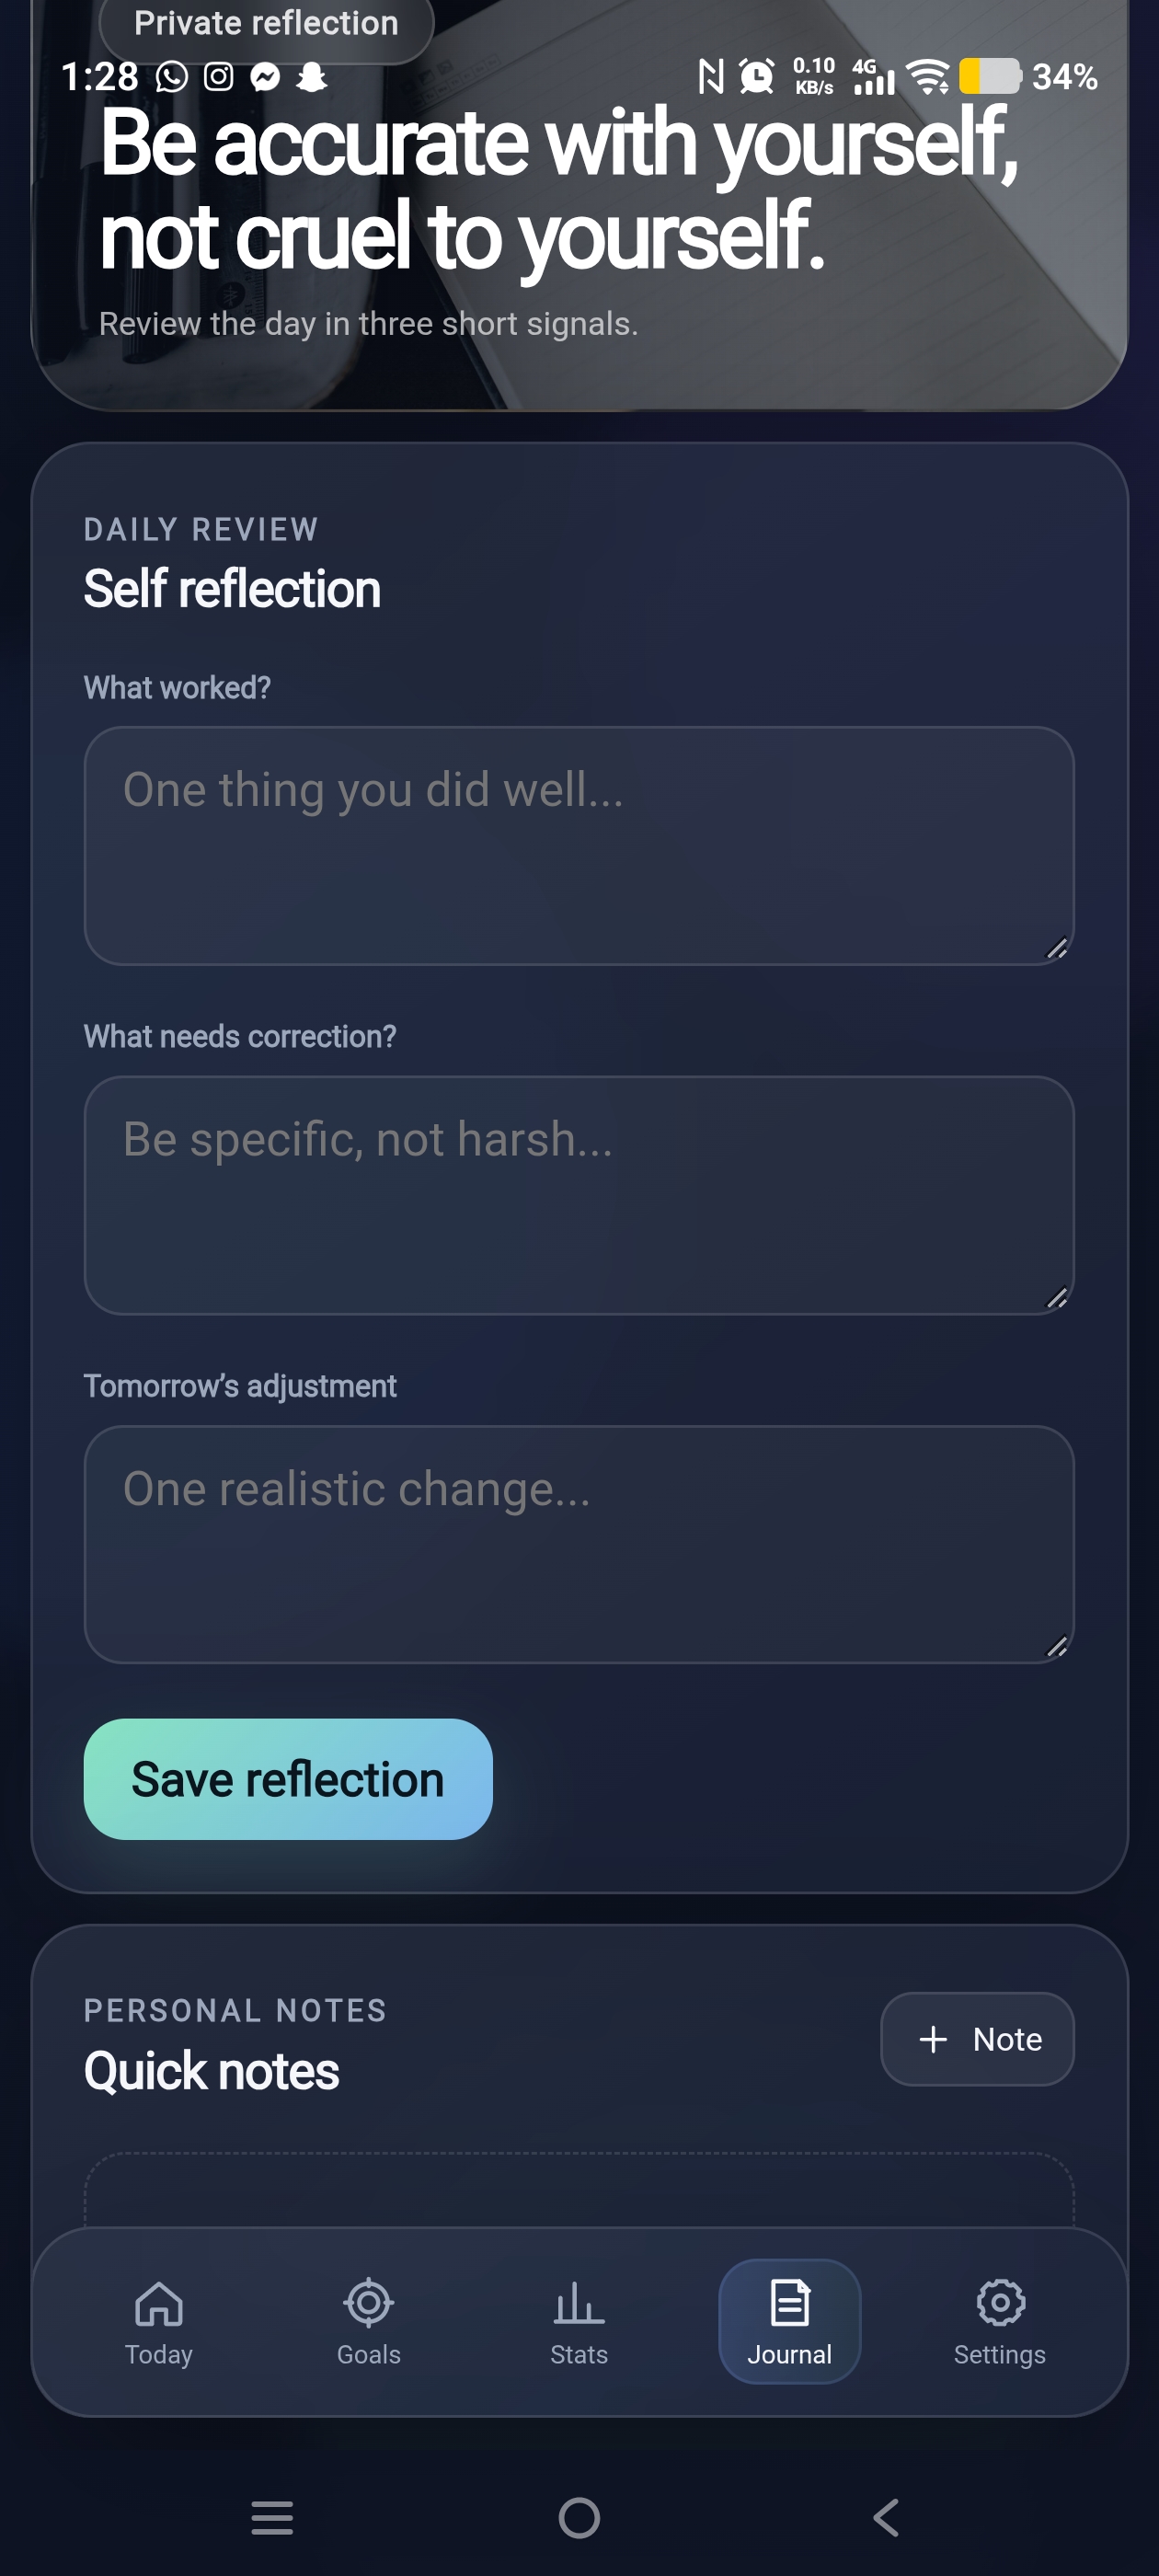 Private reflection
1:28
0.10 KB/s
4G
34%
Be accurate with yourself,
not cruel to yourself.
Review the day in three short signals.
DAILY REVIEW
Self reflection
What worked?
One thing you did well...
What needs correction?
Be specific, not harsh...
Tomorrow’s adjustment
One realistic change...
Save reflection
PERSONAL NOTES
Quick notes
Note
Today
Goals
Stats
Journal
Settings